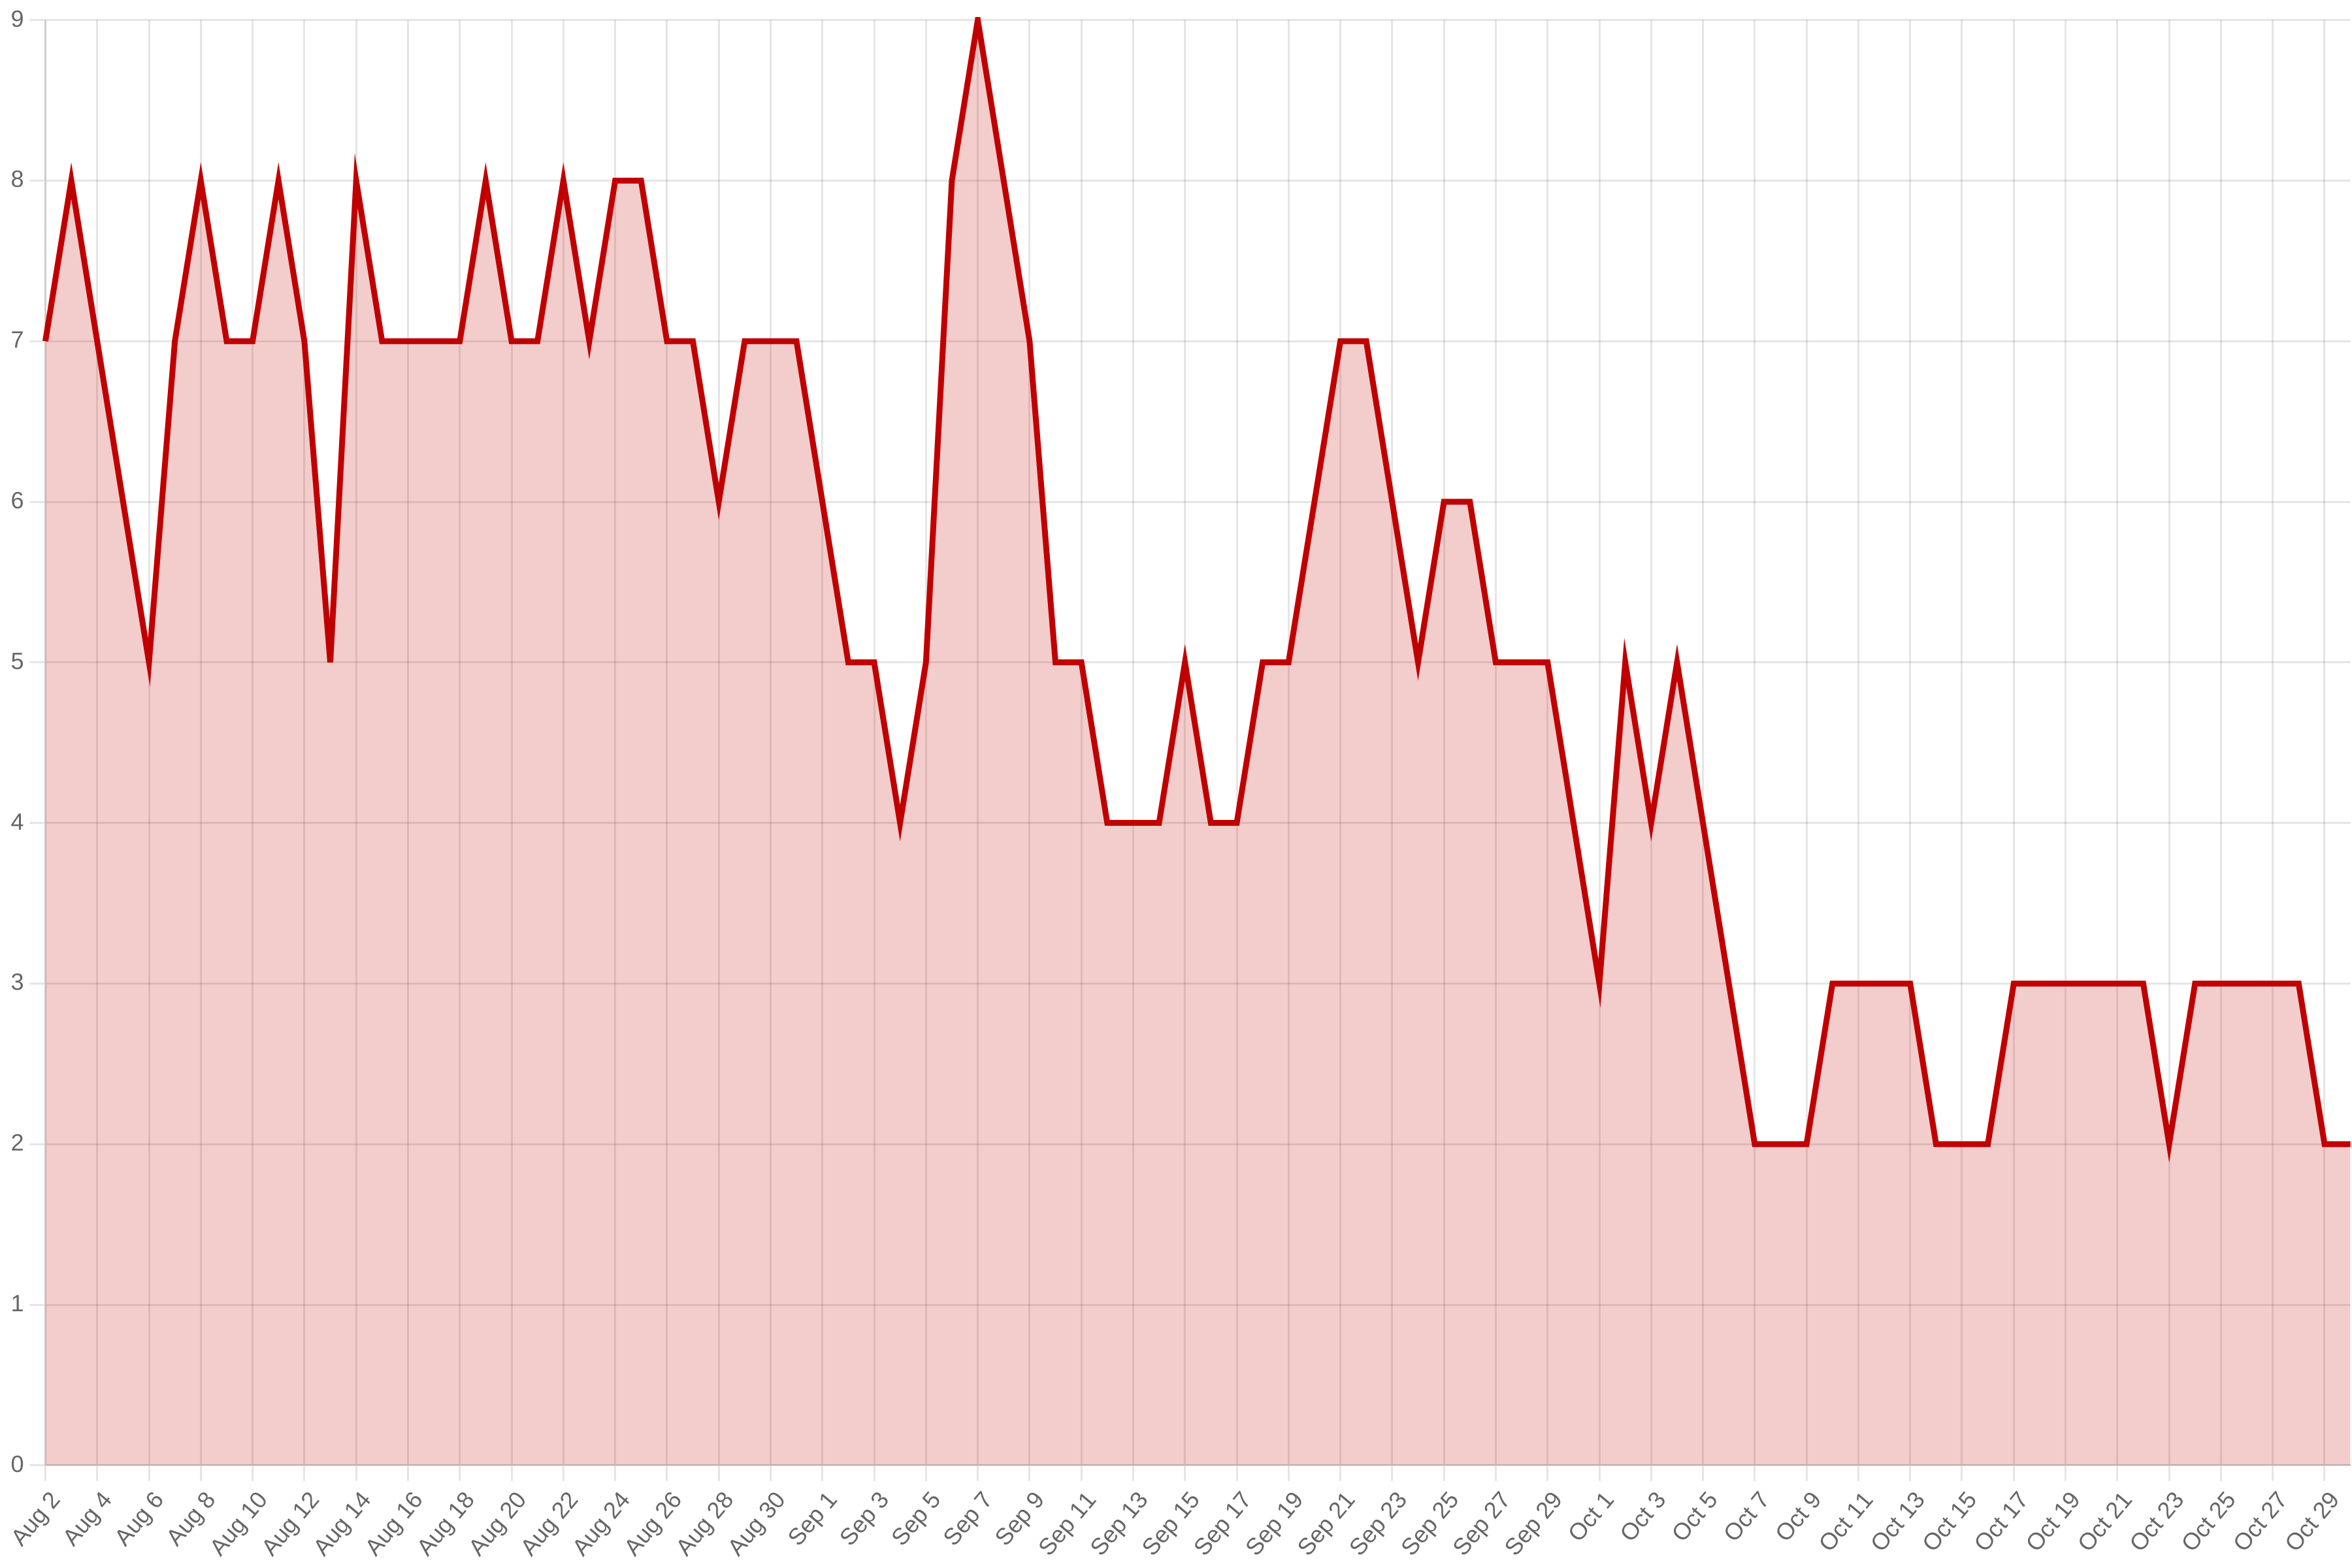 9
8
7
6
5
4
3
2
1
0
Aug 2
Aug 4
Aug 6
Aug 8
Aug 10
Aug 12
Aug 14
Aug 16
Aug 18
Aug 20
Aug 22
Aug 24
Aug 26
Aug 28
Aug 30
Sep 1
Sep 3
Sep 5
Sep 7
Sep 9
Sep 11
Sep 13
Sep 15
Sep 17
Sep 19
Sep 21
Sep 23
Sep 25
Sep 27
Sep 29
Oct 1
Oct 3
Oct 5
Oct 7
Oct 9
Oct 11
Oct 13
Oct 15
Oct 17
Oct 19
Oct 21
Oct 23
Oct 25
Oct 27
Oct 29